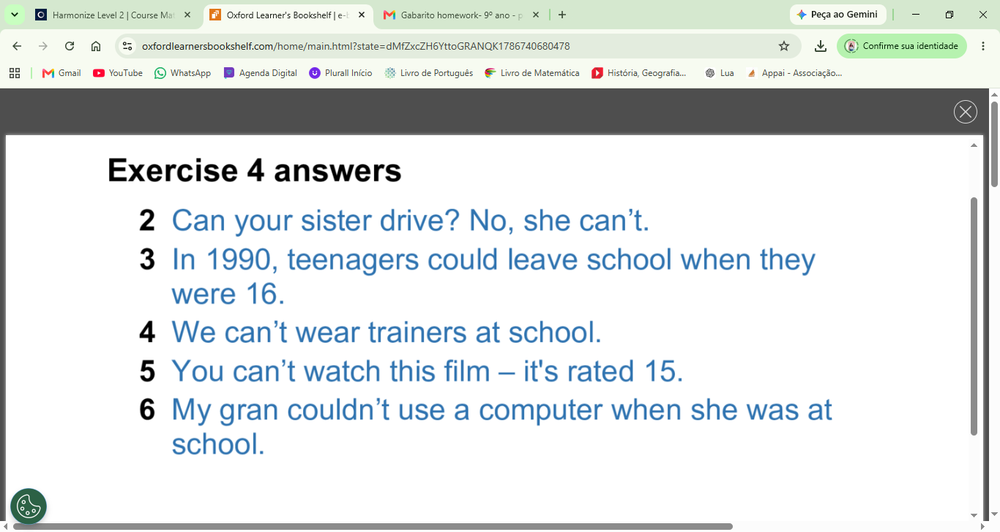 Harmonize Level 2 | Course Mat
Oxford Learner's Bookshelf | e-b
Gabarito homework- 9º ano - p
Peça ao Gemini
oxfordlearnersbookshelf.com/home/main.html?state=dMfZxcZH6YttoGRANQK1786740680478
Confirme sua identidade
Gmail
YouTube
WhatsApp
Agenda Digital
Plurall Início
Livro de Português
Livro de Matemática
História, Geografia...
Lua
Appai - Associação...
Exercise 4 answers
2 Can your sister drive? No, she can’t.
3 In 1990, teenagers could leave school when they
were 16.
4 We can’t wear trainers at school.
5 You can’t watch this film – it's rated 15.
6 My gran couldn’t use a computer when she was at
school.